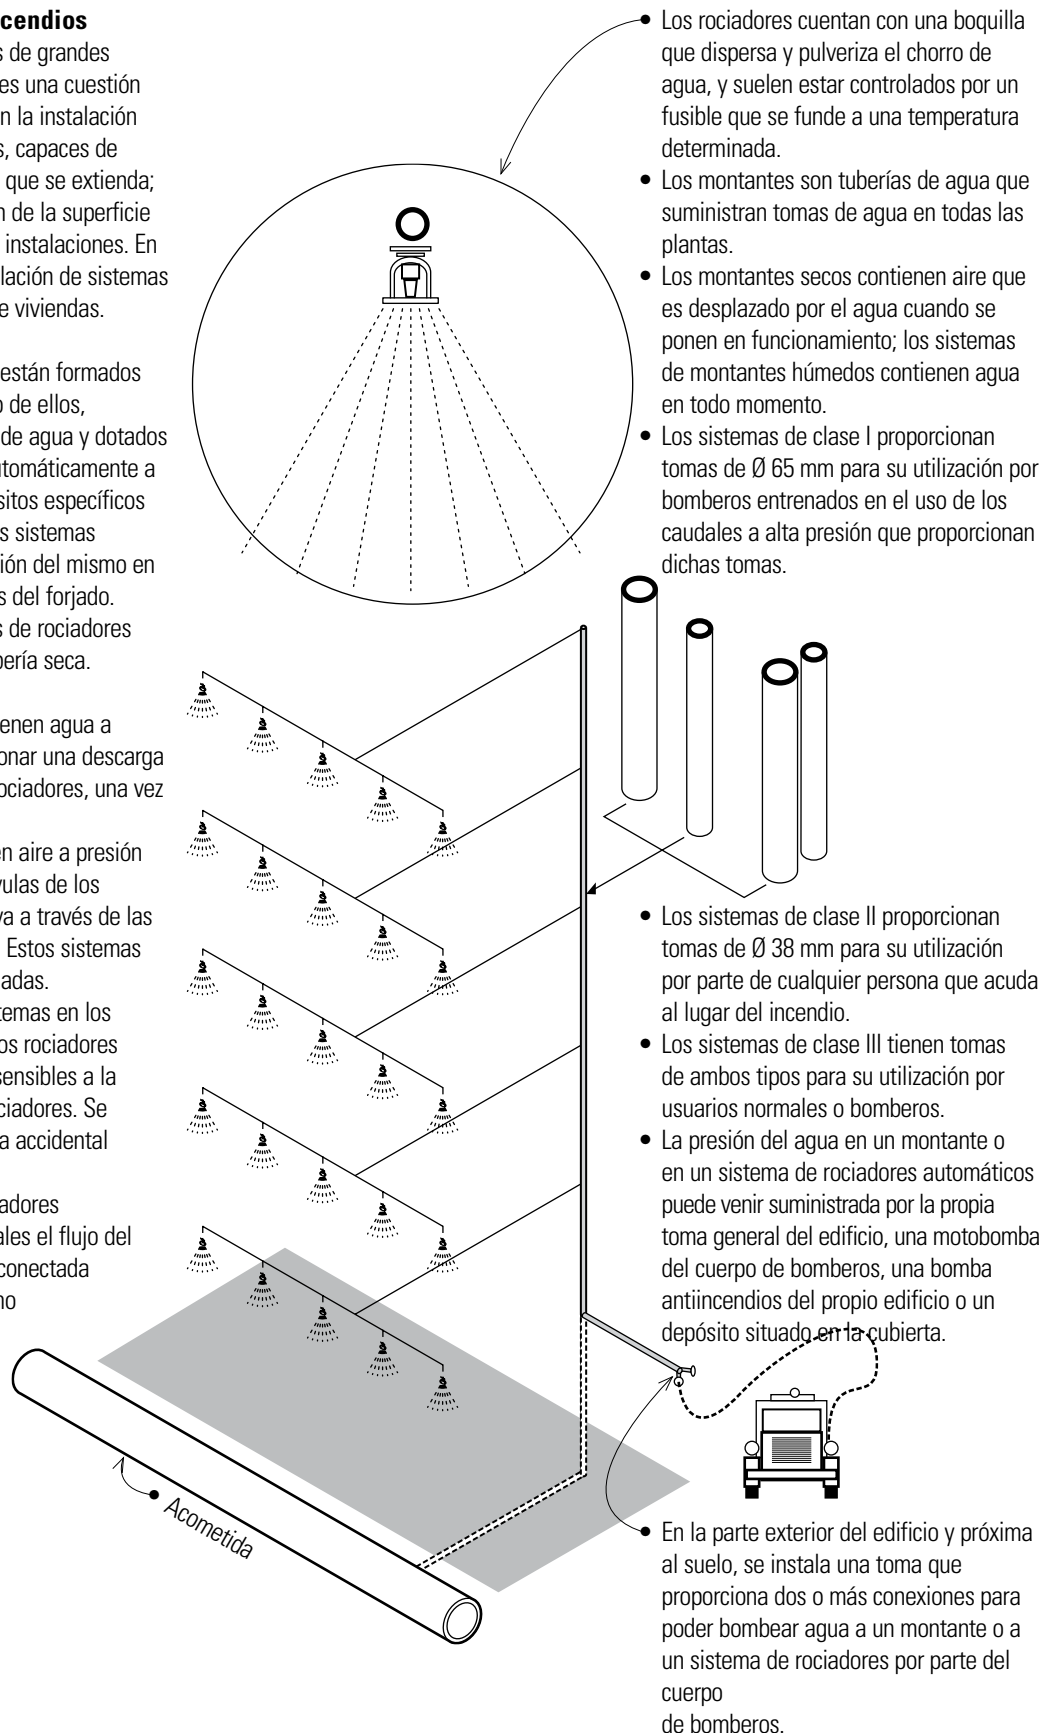 cendios
s de grandes
es una cuestión
n la instalación
s, capaces de
que se extienda;
n de la superficie
instalaciones. En
lación de sistemas
e viviendas.
están formados
o de ellos,
de agua y dotados
utomáticamente a
sitos específicos
s sistemas
ión del mismo en
s del forjado.
s de rociadores
bería seca.
ienen agua a
onar una descarga
ociadores, una vez
en aire a presión
vulas de los
va a través de las
Estos sistemas
adas.
temas en los
os rociadores
sensibles a la
ciadores. Se
a accidental
adores
ales el flujo del
conectada
no
• Los rociadores cuentan con una boquilla
que dispersa y pulveriza el chorro de
agua, y suelen estar controlados por un
fusible que se funde a una temperatura
determinada.
• Los montantes son tuberías de agua que
suministran tomas de agua en todas las
plantas.
• Los montantes secos contienen aire que
es desplazado por el agua cuando se
ponen en funcionamiento; los sistemas
de montantes húmedos contienen agua
en todo momento.
• Los sistemas de clase I proporcionan
tomas de Ø 65 mm para su utilización por
bomberos entrenados en el uso de los
caudales a alta presión que proporcionan
dichas tomas.
• Los sistemas de clase II proporcionan
tomas de Ø 38 mm para su utilización
por parte de cualquier persona que acuda
al lugar del incendio.
• Los sistemas de clase III tienen tomas
de ambos tipos para su utilización por
usuarios normales o bomberos.
• La presión del agua en un montante o
en un sistema de rociadores automáticos
puede venir suministrada por la propia
toma general del edificio, una motobomba
del cuerpo de bomberos, una bomba
antiincendios del propio edificio o un
depósito situado en la cubierta.
• Acometida
• En la parte exterior del edificio y próxima
al suelo, se instala una toma que
proporciona dos o más conexiones para
poder bombear agua a un montante o a
un sistema de rociadores por parte del
cuerpo
de bomberos.